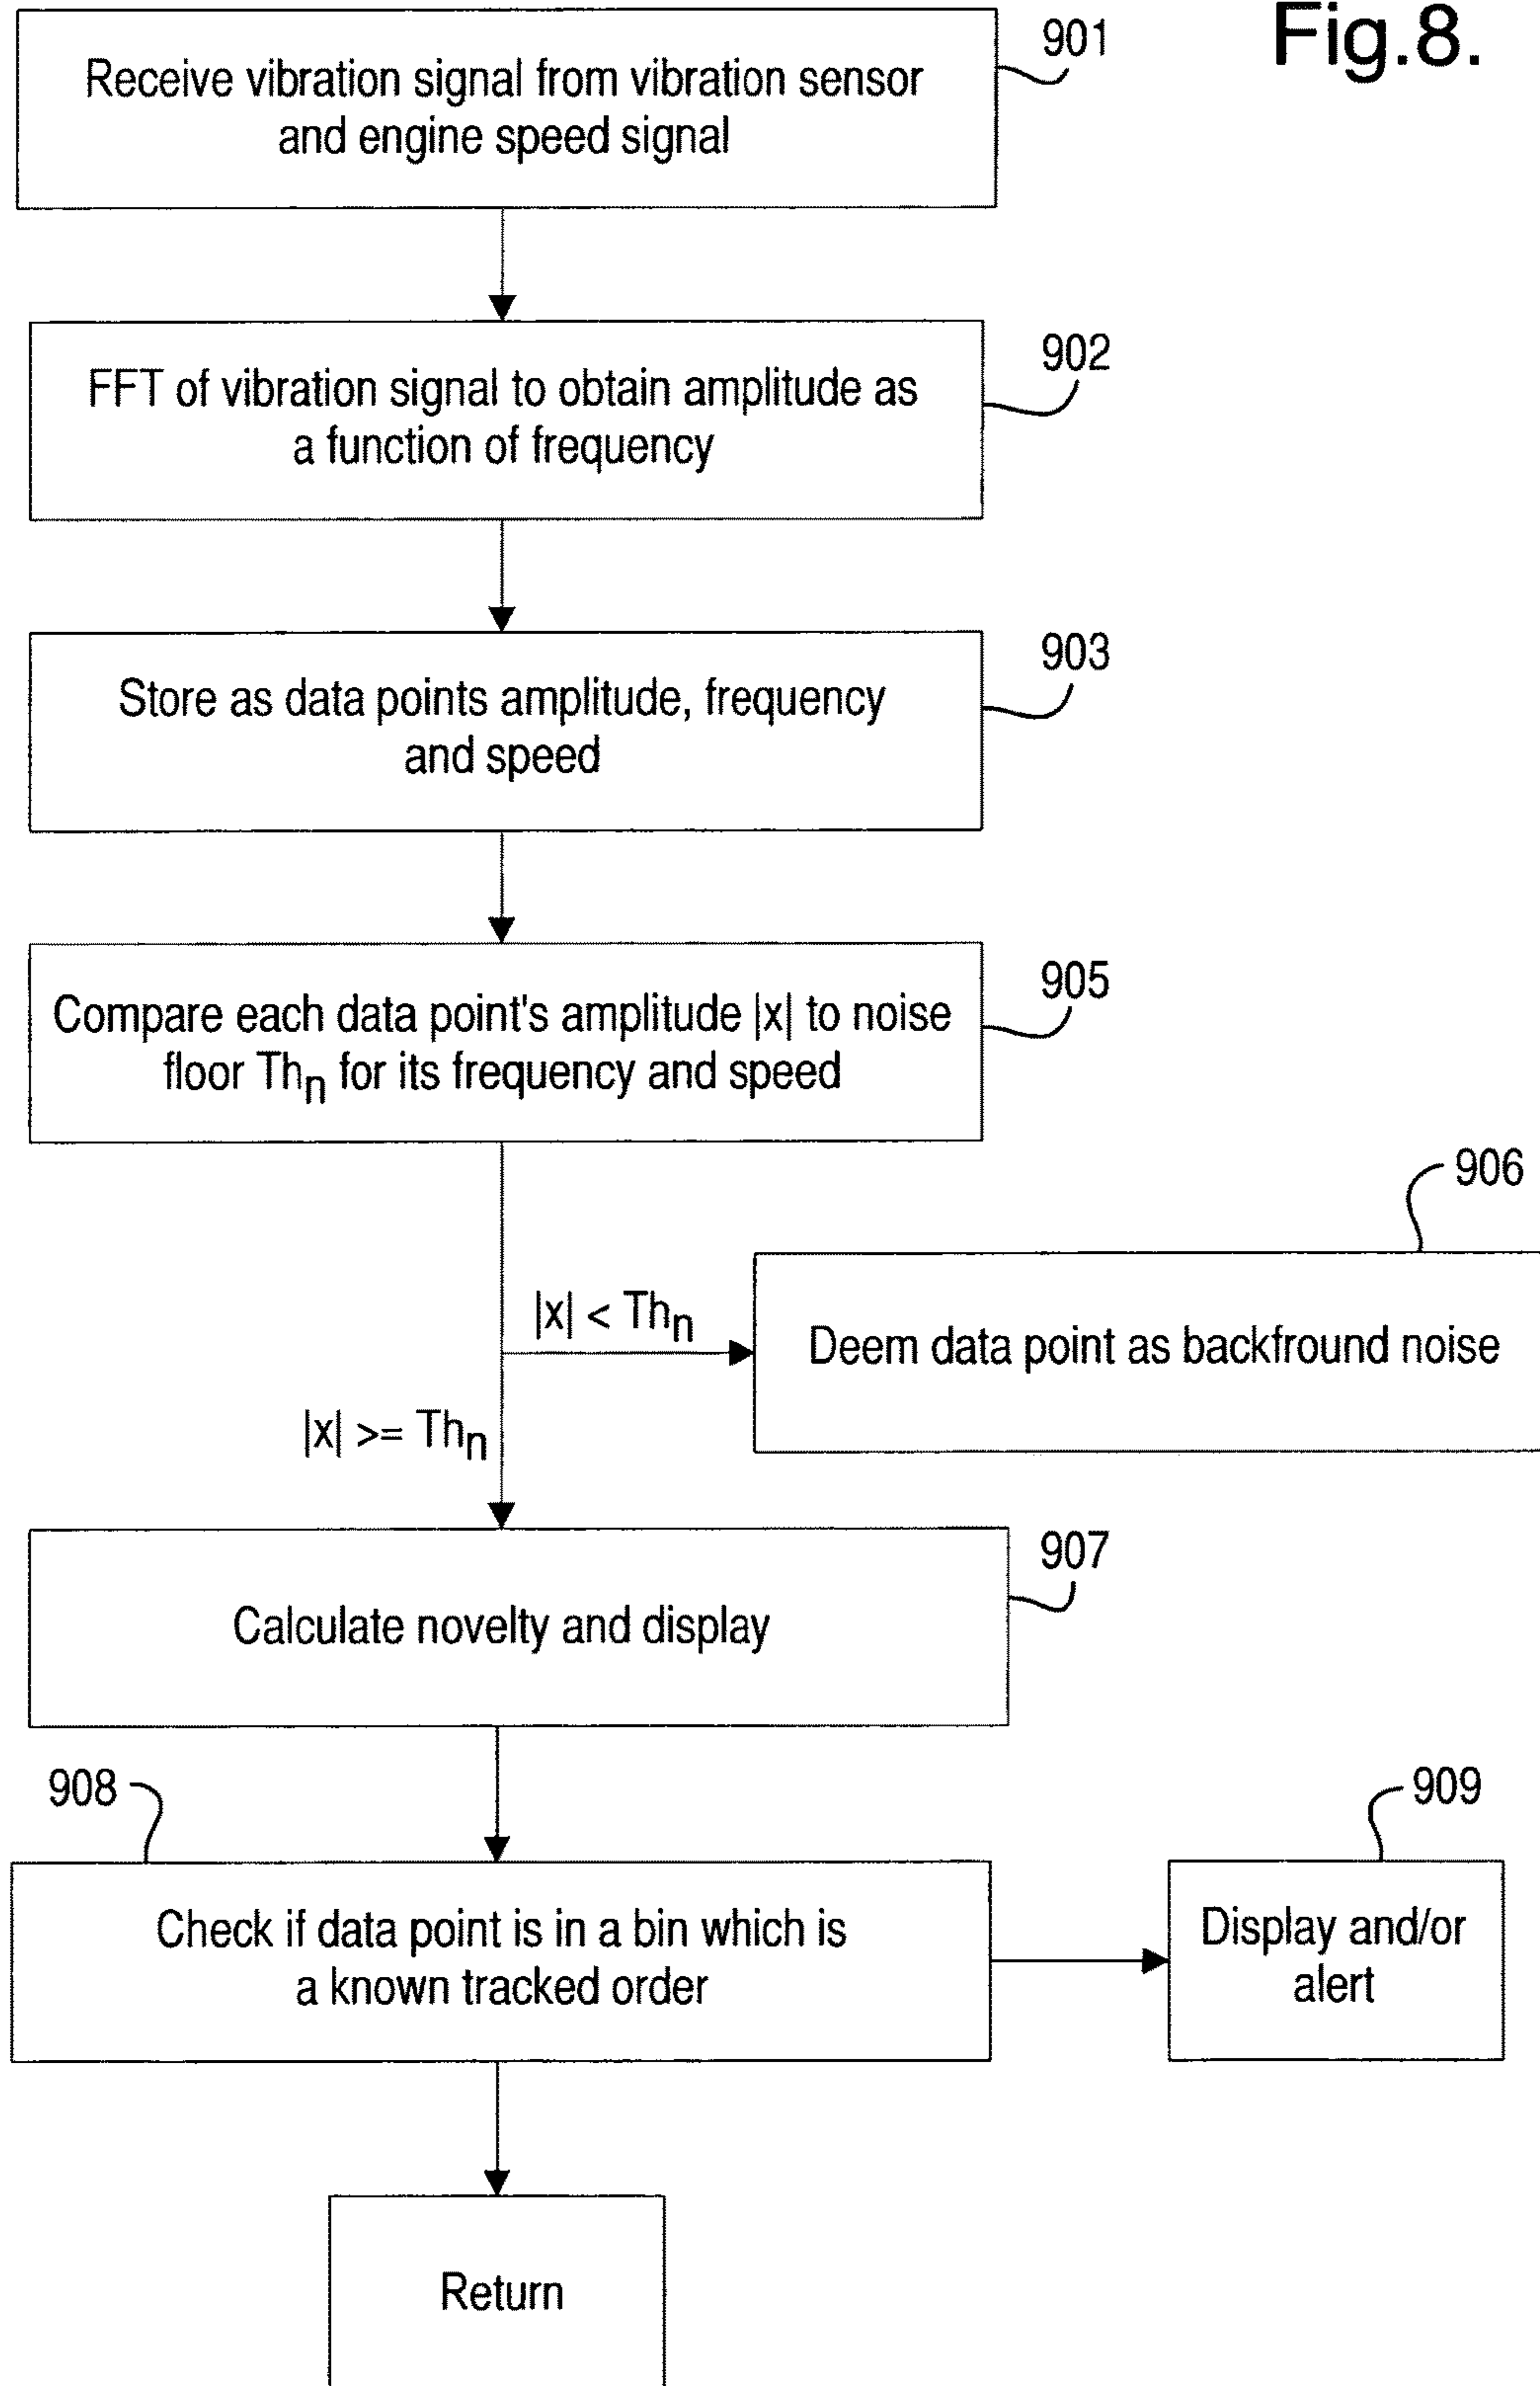 Fig.8.
Receive vibration signal from vibration sensor
and engine speed signal
901
FFT of vibration signal to obtain amplitude as
a function of frequency
902
Store as data points amplitude, frequency
and speed
903
Compare each data point's amplitude |x| to noise
floor Thn for its frequency and speed
905
906
|x| < Thn
Deem data point as backfround noise
|x| >= Thn
907
Calculate novelty and display
908
909
Check if data point is in a bin which is
a known tracked order
Display and/or
alert
Return